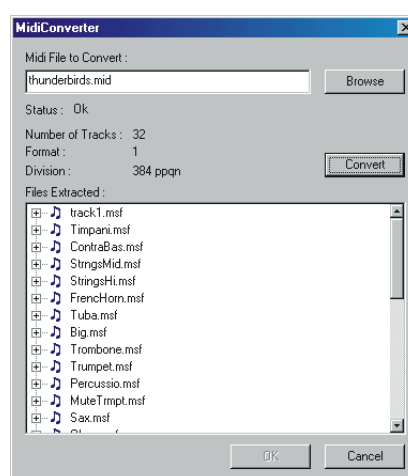 MidiConverter
Midi File to Convert :
thunderbirds.mid
Browse
Status : Ok
Number of Tracks : 32
Format : 1
Division : 384 ppqn
Convert
Files Extracted :
track1.msf
Timpani.msf
ContraBas.msf
StrngsMid.msf
StringsHi.msf
FrencHorn.msf
Tuba.msf
Big.msf
Trombone.msf
Trumpet.msf
Percussio.msf
MuteTrmpt.msf
Sax.msf
OK
Cancel